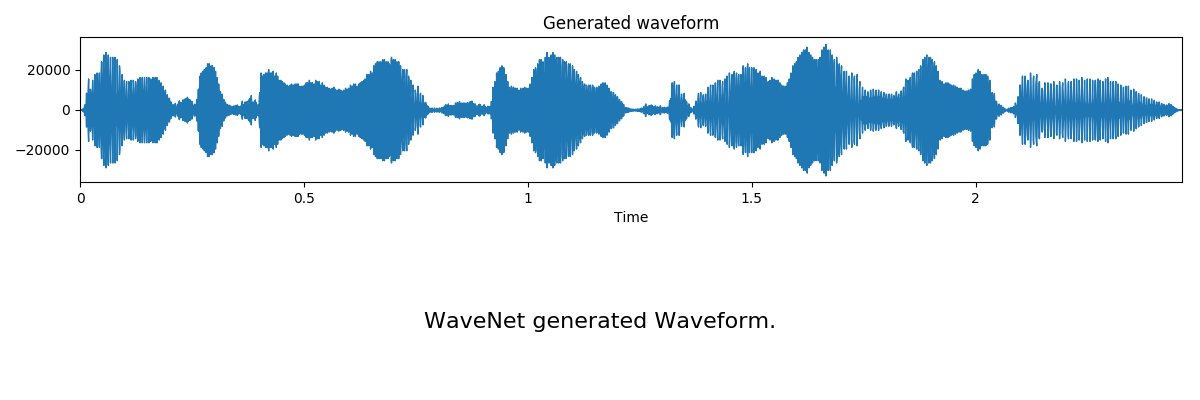 Generated waveform
20000
0
−20000
0 0.5 1 1.5 2
Time
WaveNet generated Waveform.